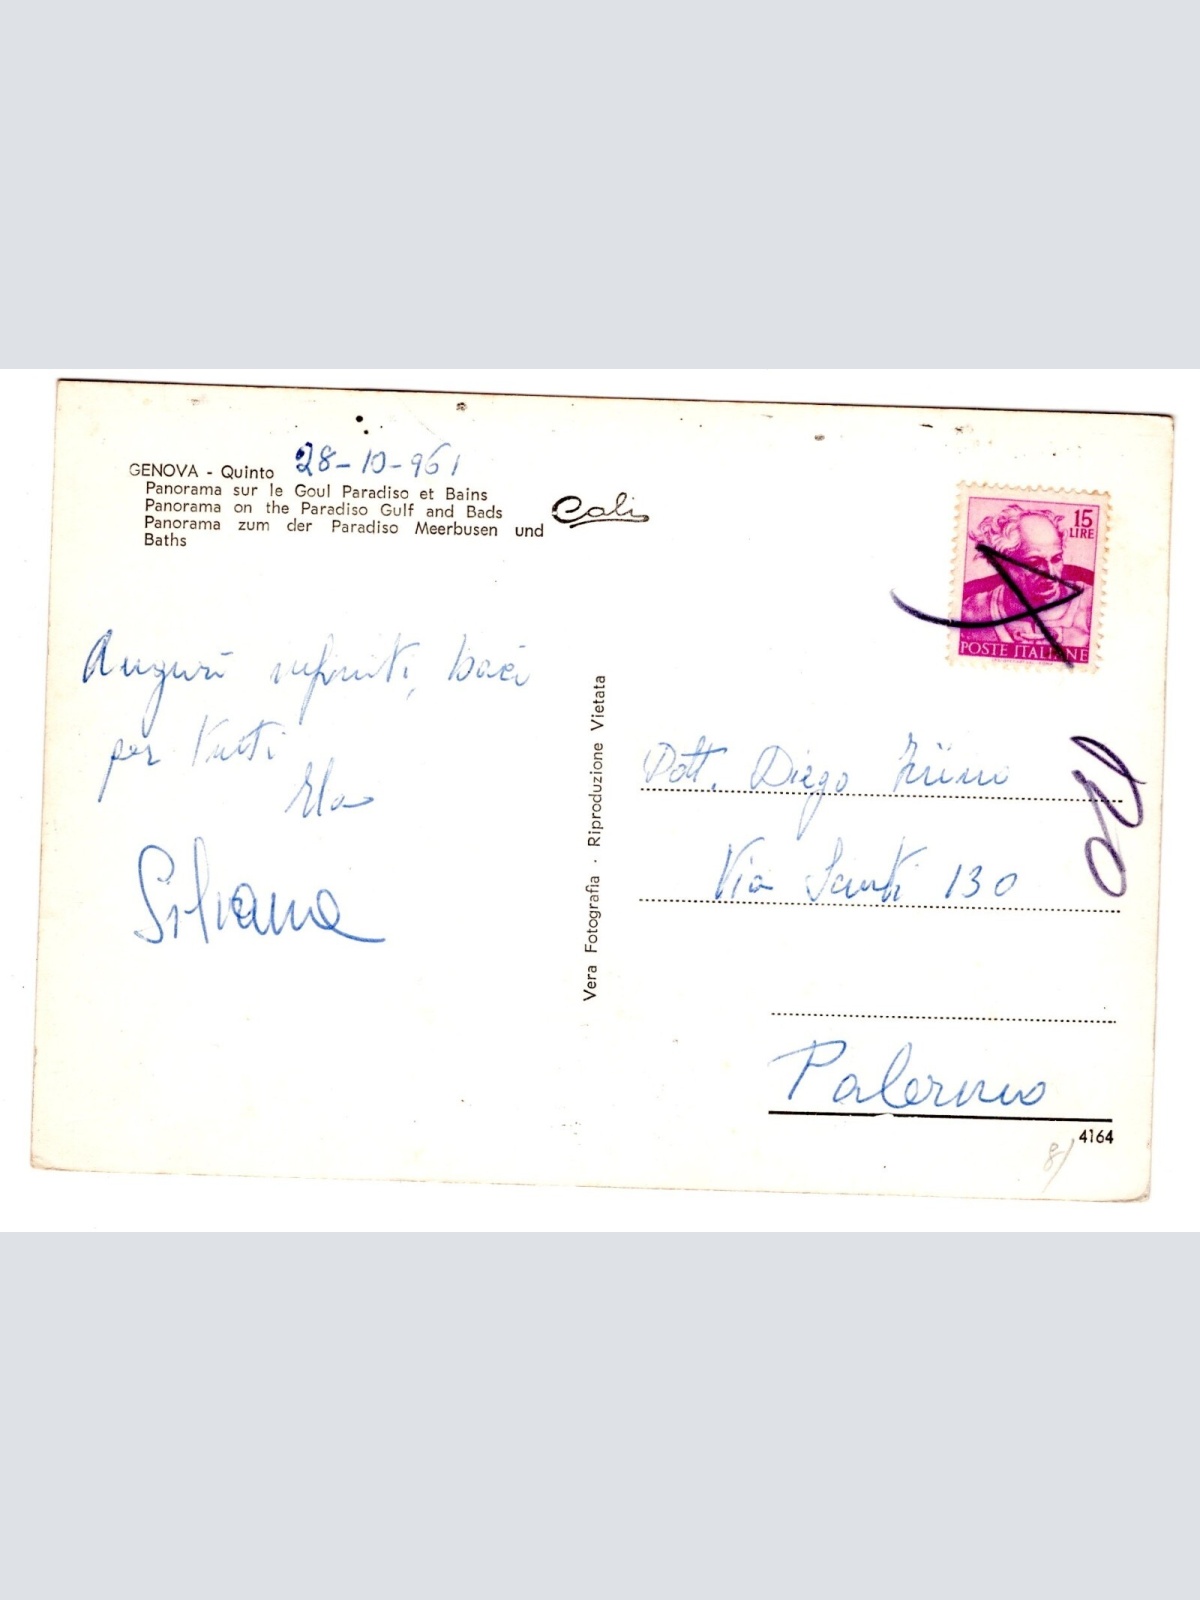 GENOVA - Quinto 28-10-961
Panorama sur le Goul Paradiso et Bains
Panorama on the Paradiso Gulf and Bads
Panorama zum der Paradiso Meerbusen und
Baths
Cali
15
LIRE
POSTE ITALIANE
Auguri infiniti, baci
per tutti
Silvana
Vera Fotografia · Riproduzione Vietata
Dott. Diego
Via 130
Palermo
4164